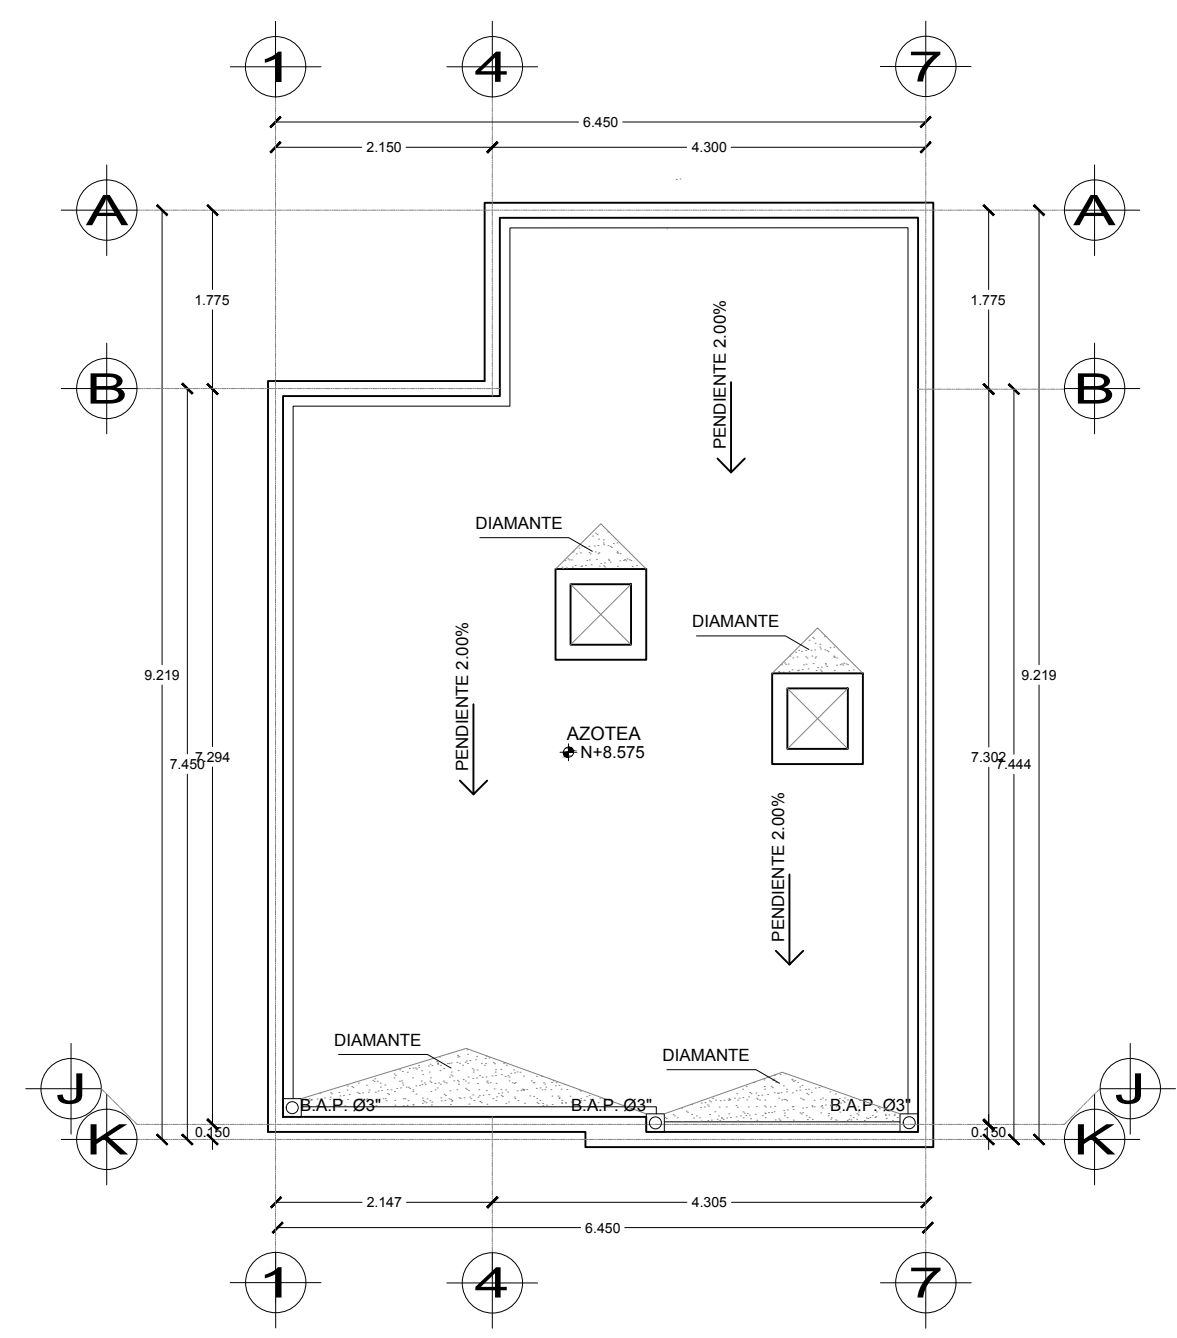 1
4
7
6.450
2.150
4.300
A
A
1.775
1.775
B
B
PENDIENTE 2.00%
DIAMANTE
DIAMANTE
PENDIENTE 2.00%
9.219
9.219
AZOTEA
N+8.575
7.450
7.294
7.302
7.444
PENDIENTE 2.00%
DIAMANTE
DIAMANTE
J
J
B.A.P. Ø3"
B.A.P. Ø3"
B.A.P. Ø3"
K
K
0.150
0.150
2.147
4.305
6.450
1
4
7